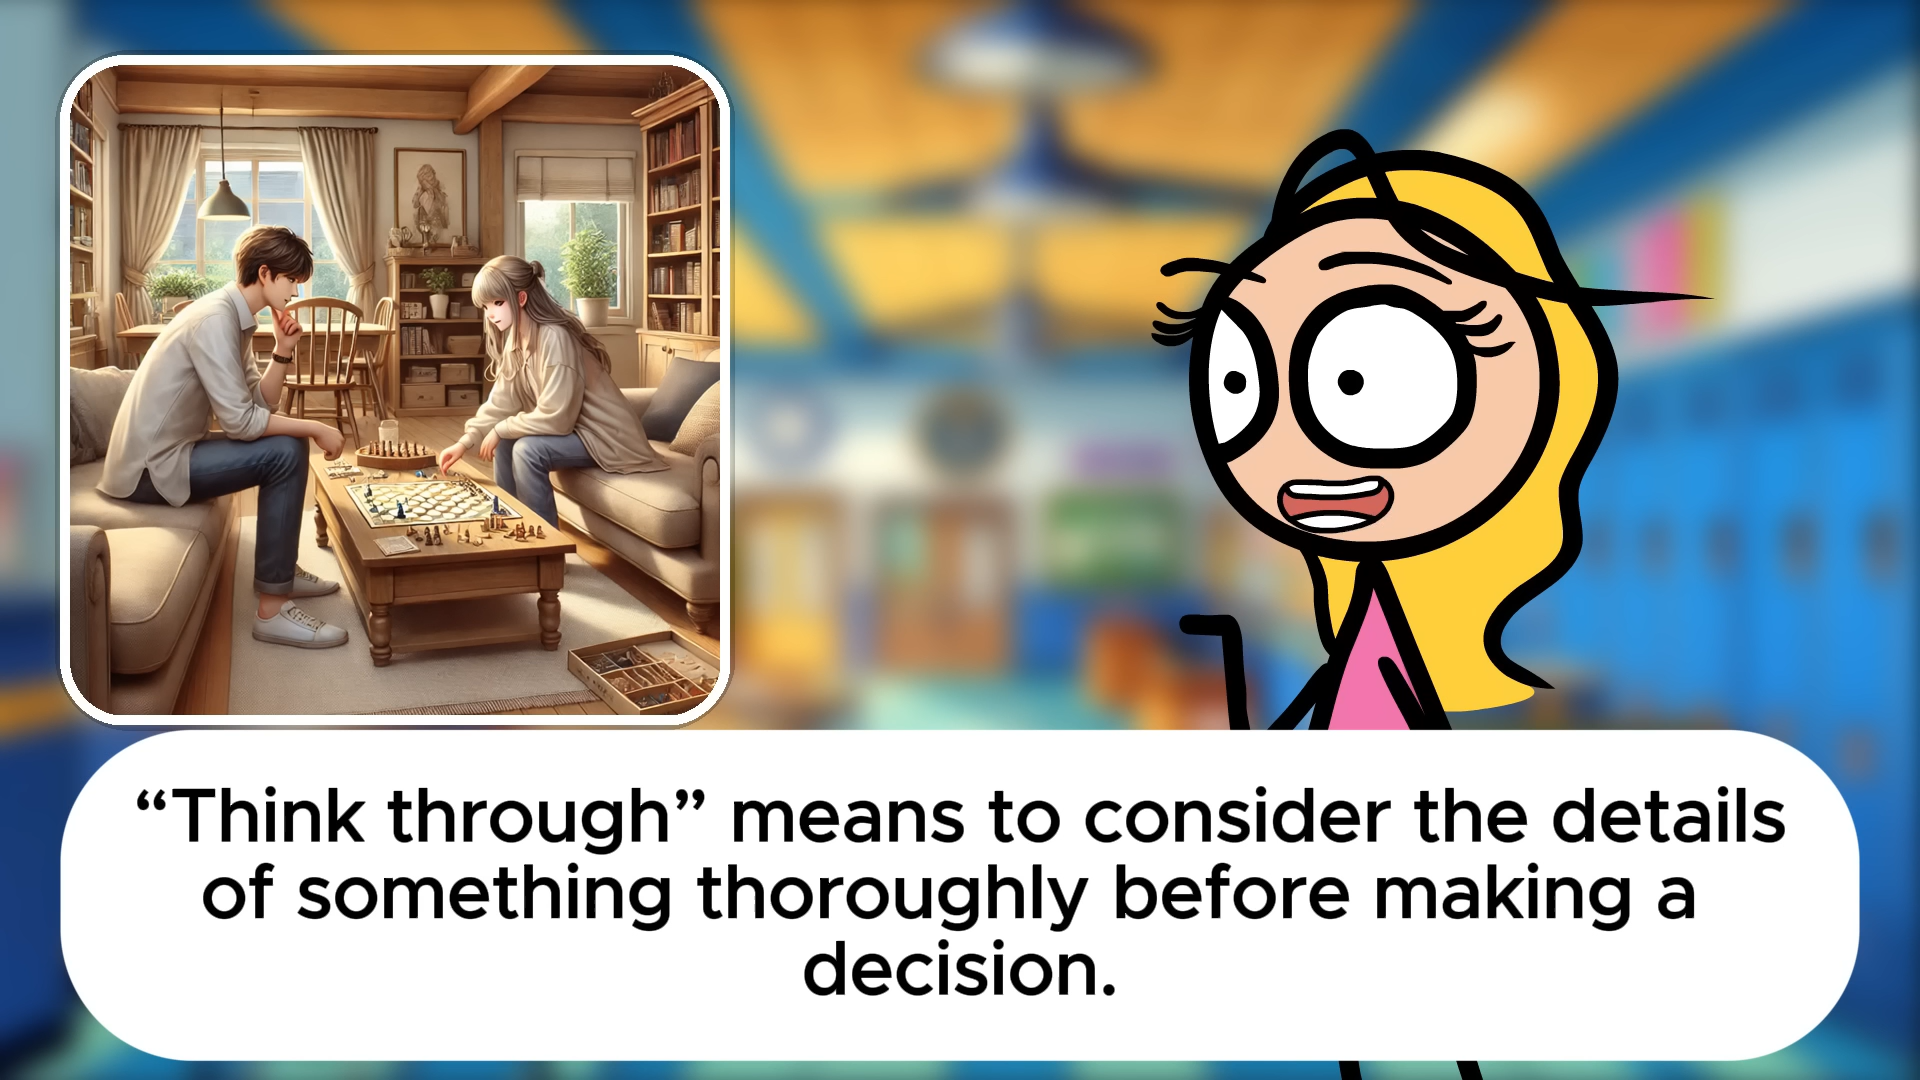 “Think through” means to consider the details
of something thoroughly before making a
decision.